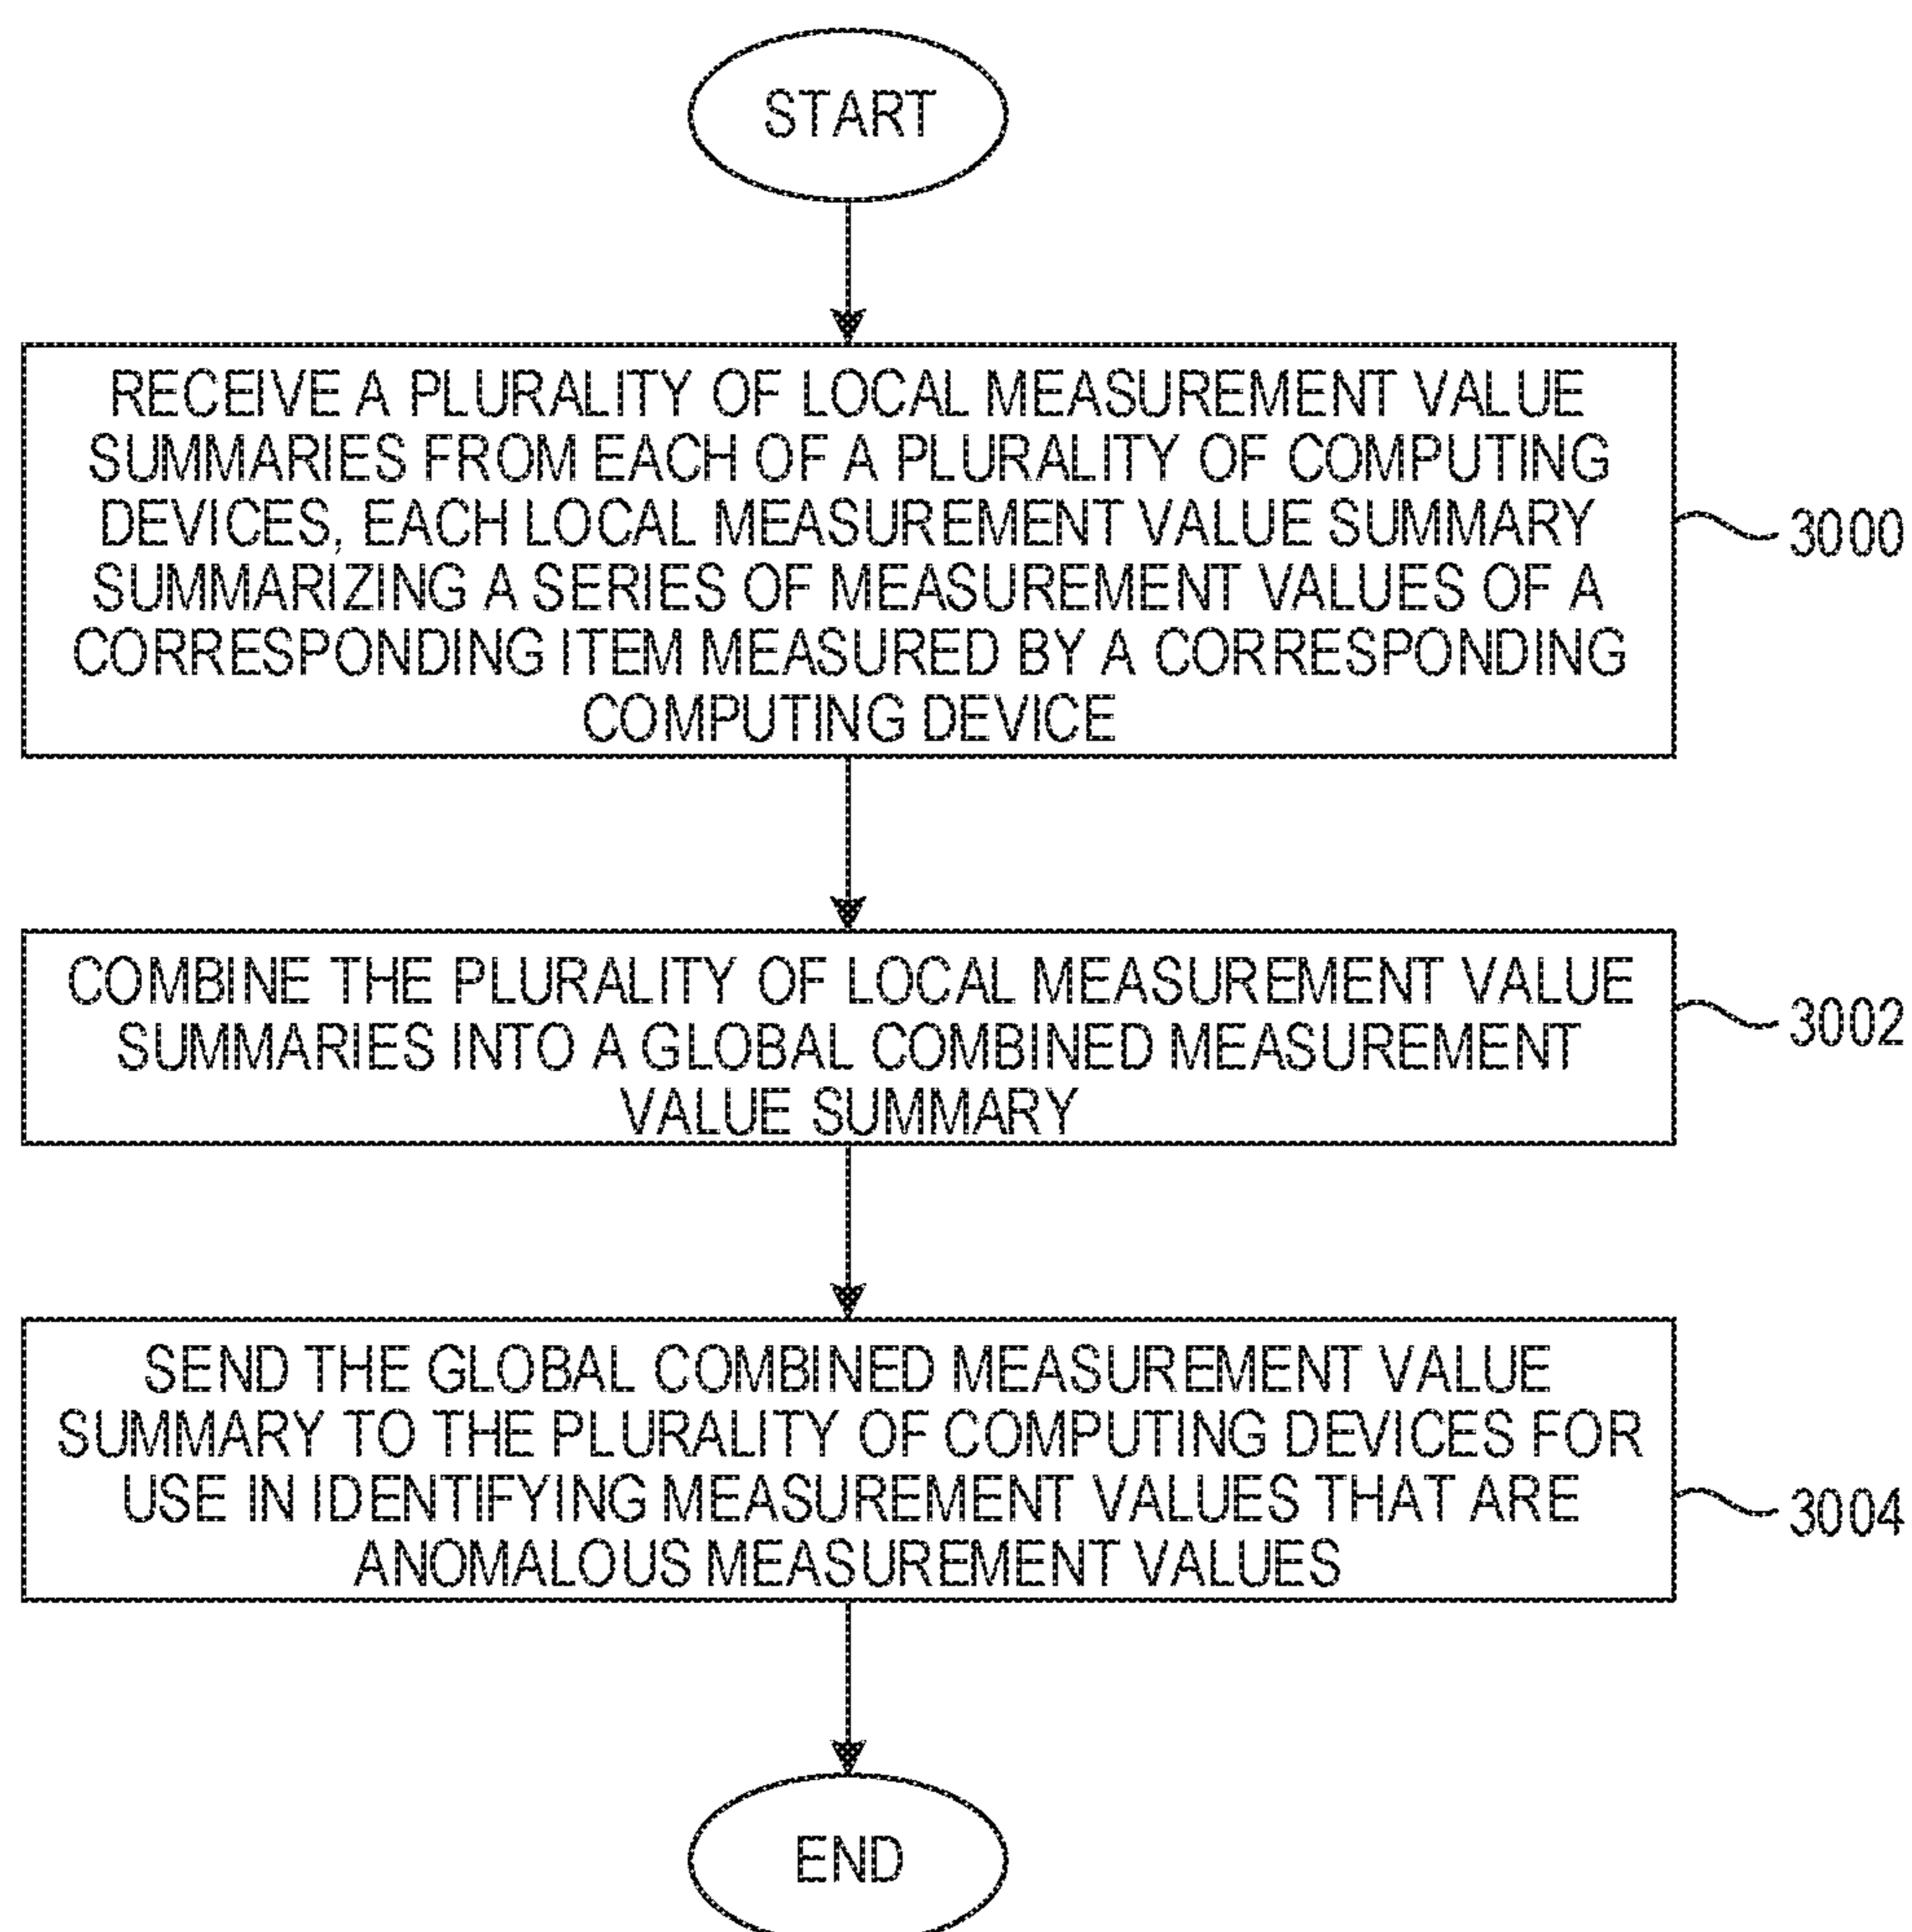 START
RECEIVE A PLURALITY OF LOCAL MEASUREMENT VALUE
SUMMARIES FROM EACH OF A PLURALITY OF COMPUTING
DEVICES, EACH LOCAL MEASUREMENT VALUE SUMMARY
SUMMARIZING A SERIES OF MEASUREMENT VALUES OF A
CORRESPONDING ITEM MEASURED BY A CORRESPONDING
COMPUTING DEVICE
3000
COMBINE THE PLURALITY OF LOCAL MEASUREMENT VALUE
SUMMARIES INTO A GLOBAL COMBINED MEASUREMENT
VALUE SUMMARY
3002
SEND THE GLOBAL COMBINED MEASUREMENT VALUE
SUMMARY TO THE PLURALITY OF COMPUTING DEVICES FOR
USE IN IDENTIFYING MEASUREMENT VALUES THAT ARE
ANOMALOUS MEASUREMENT VALUES
3004
END